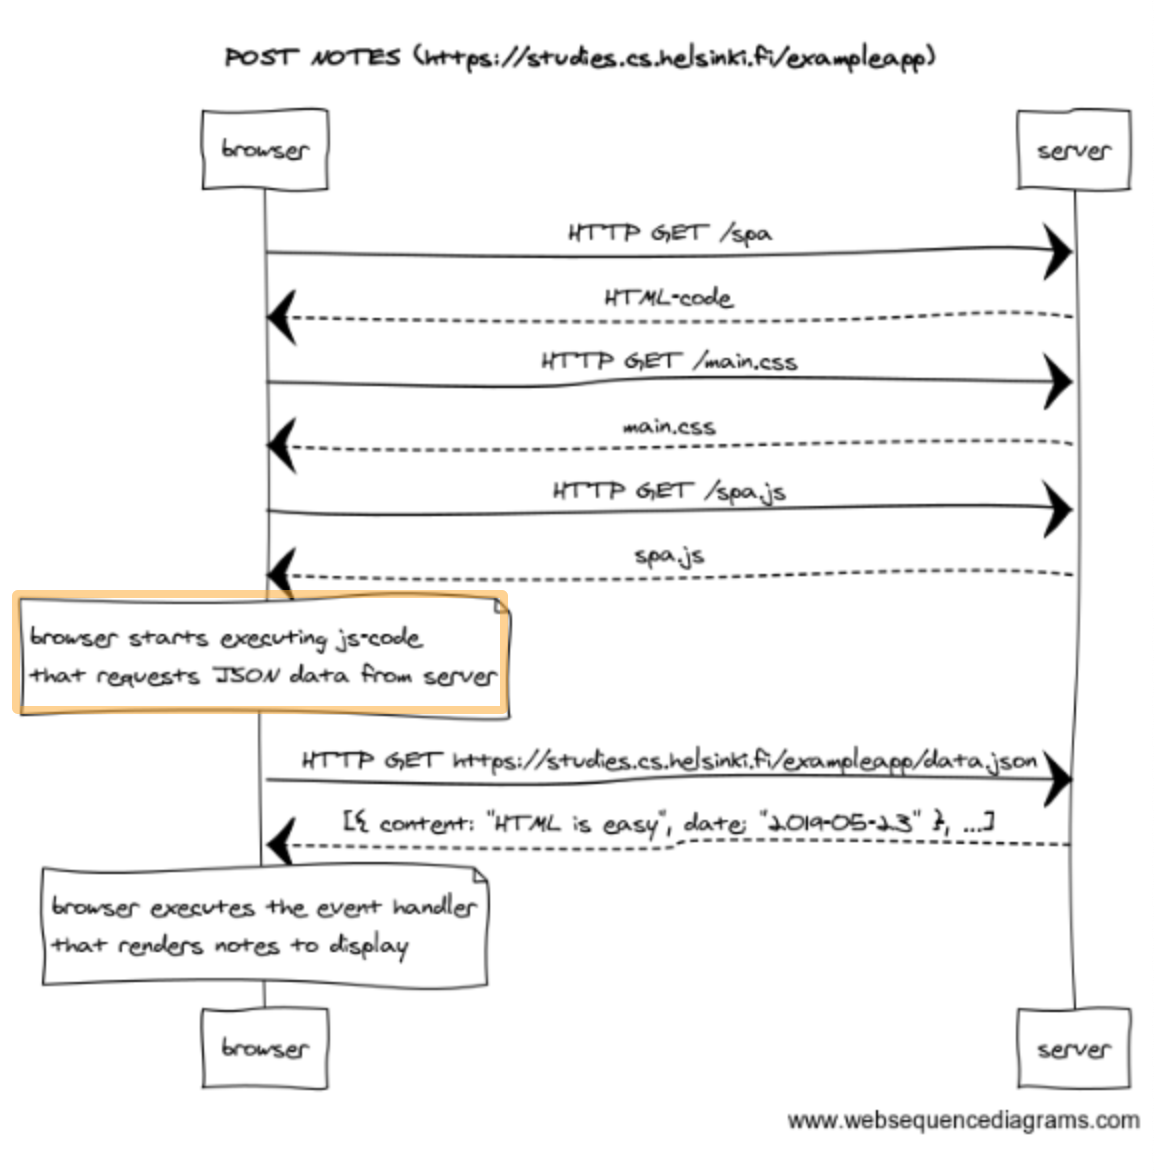 POST NOTES (https://studies.cs.helsinki.fi/exampleapp)
browser
server
HTTP GET /spa
HTML-code
HTTP GET /main.css
main.css
HTTP GET /spa.js
spa.js
browser starts executing js-code
that requests JSON data from server
HTTP GET https://studies.cs.helsinki.fi/exampleapp/data.json
[{ content: "HTML is easy", date: "2019-05-23" }, ...]
browser executes the event handler
that renders notes to display
browser
server
www.websequencediagrams.com